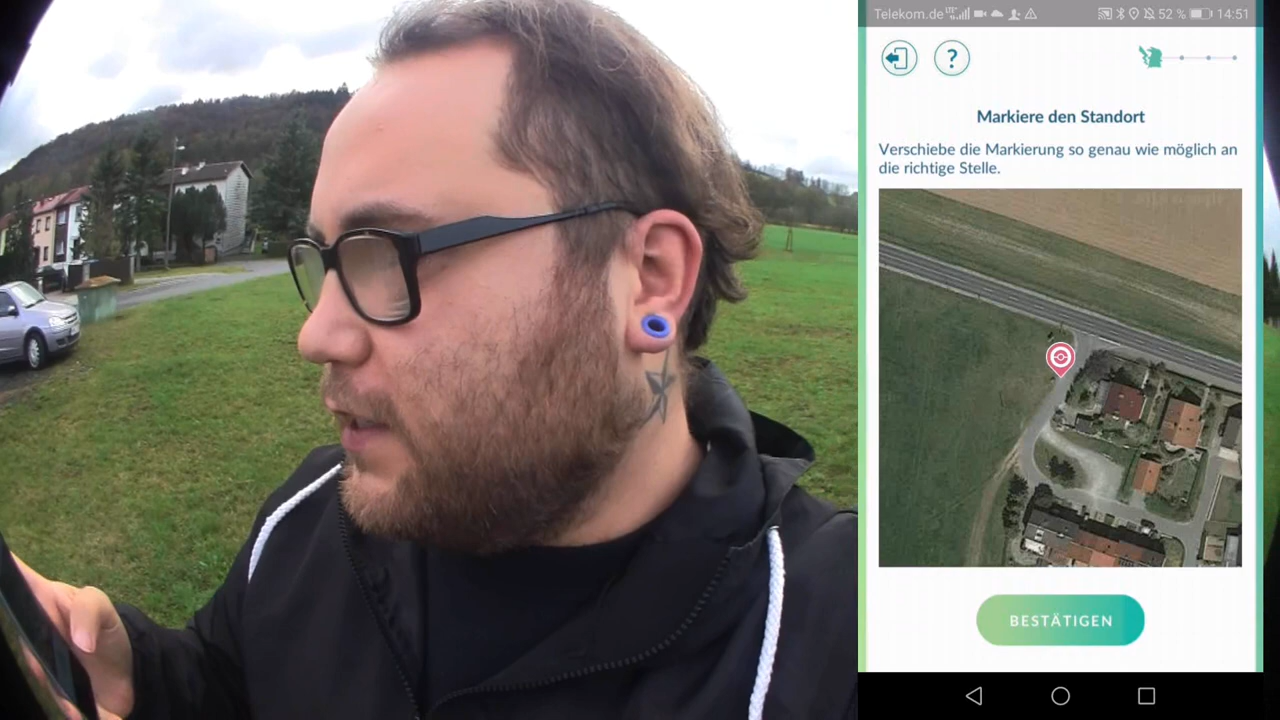 Telekom.de 52 % 14:51
?
Markiere den Standort
Verschiebe die Markierung so genau wie möglich an
die richtige Stelle.
BESTÄTIGEN